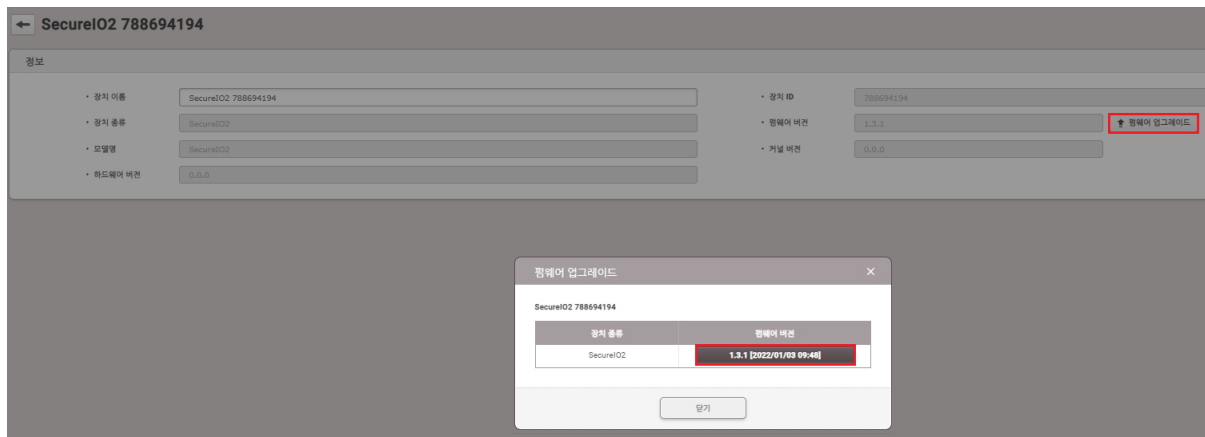 SecureIO2 788694194
정보
• 장치 이름 SecureIO2 788694194 • 장치 ID 788694194
• 장치 종류 SecureIO2 • 펌웨어 버전 1.3.1 펌웨어 업그레이드
• 모델명 SecureIO2 • 커널 버전 0.0.0
• 하드웨어 버전 0.0.0
펌웨어 업그레이드 ×
SecureIO2 788694194
장치 종류 펌웨어 버전
SecureIO2 1.3.1 [2022/01/03 09:48]
닫기